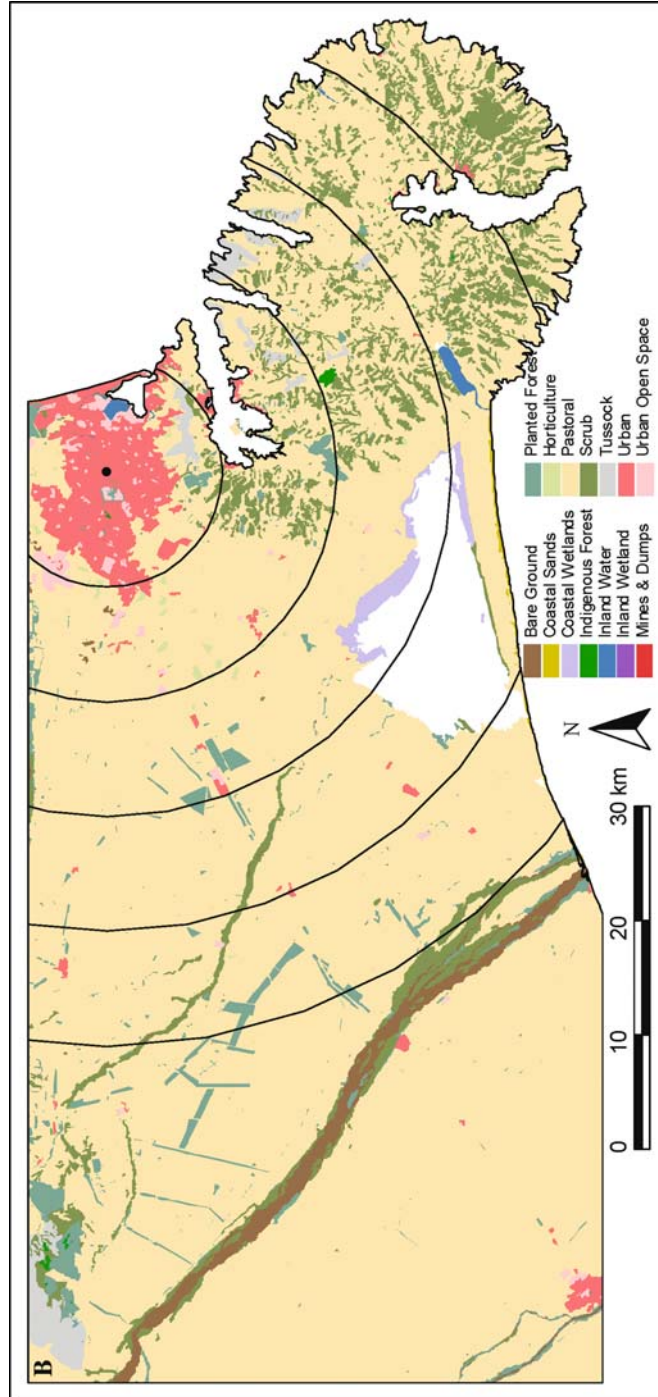 B
Bare Ground
Coastal Sands
Coastal Wetlands
Indigenous Forest
Inland Water
Inland Wetland
Mines & Dumps
Planted Forest
Horticulture
Pastoral
Scrub
Tussock
Urban
Urban Open Space
N
0 10 20 30 km